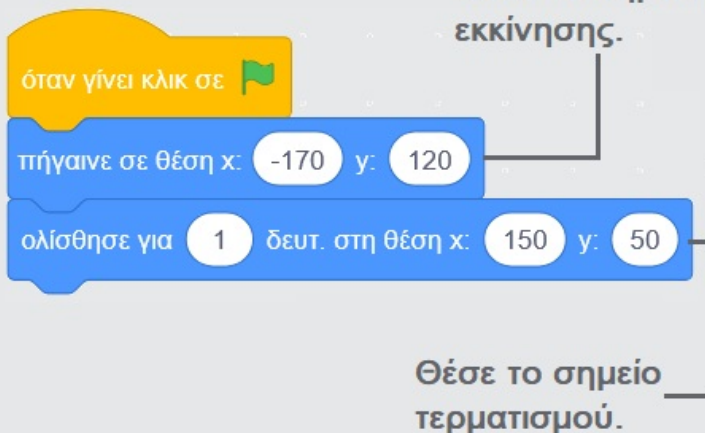 εκκίνησης.
όταν γίνει κλικ σε
πήγαινε σε θέση x: -170 y: 120
ολίσθησε για 1 δευτ. στη θέση x: 150 y: 50
Θέσε το σημείο
τερματισμού.